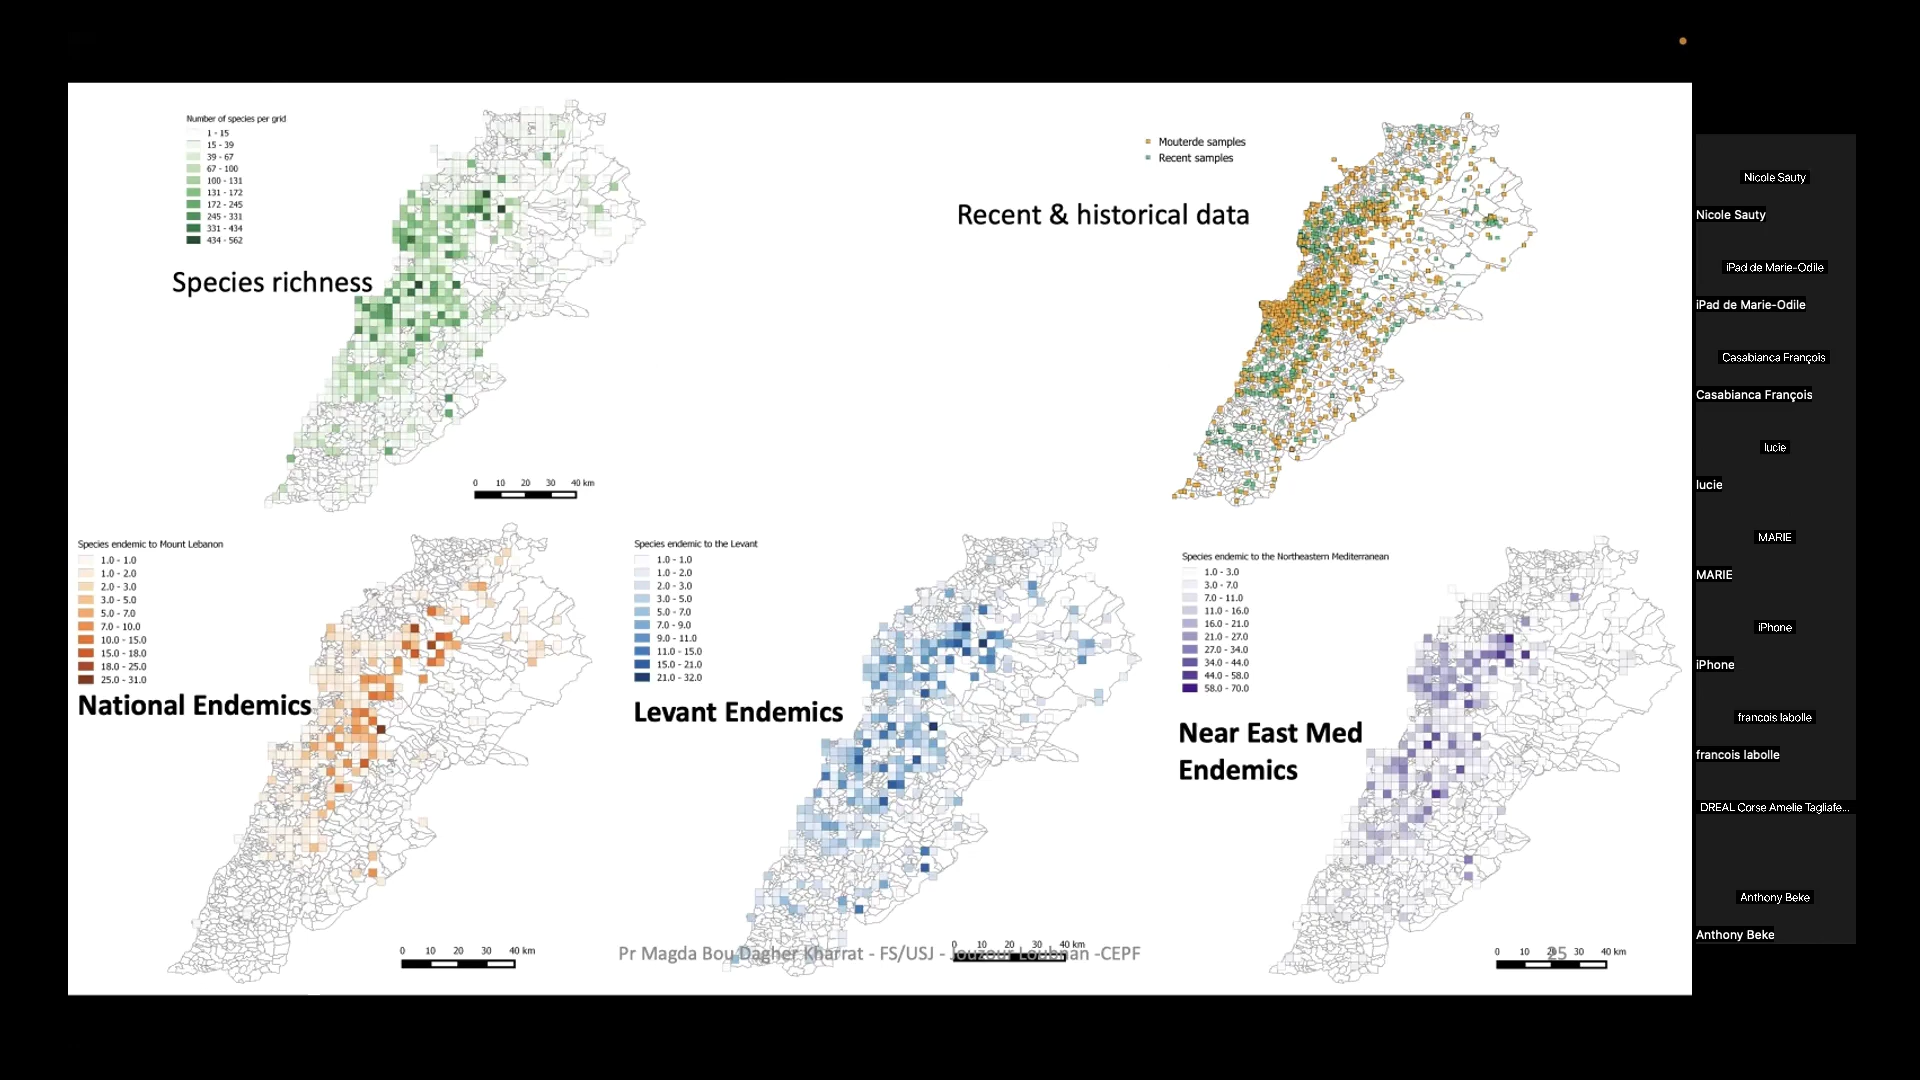 Number of species per grid
1 - 15
15 - 39
39 - 67
67 - 100
100 - 131
131 - 172
172 - 245
245 - 331
331 - 434
434 - 562
Species richness
0 10 20 30 40 km
Mouterde samples
Recent samples
Recent & historical data
Species endemic to Mount Lebanon
1.0 - 1.0
1.0 - 2.0
2.0 - 3.0
3.0 - 5.0
5.0 - 7.0
7.0 - 10.0
10.0 - 15.0
15.0 - 18.0
18.0 - 25.0
25.0 - 31.0
National Endemics
0 10 20 30 40 km
Species endemic to the Levant
1.0 - 1.0
1.0 - 2.0
2.0 - 3.0
3.0 - 5.0
5.0 - 7.0
7.0 - 9.0
9.0 - 11.0
11.0 - 15.0
15.0 - 21.0
21.0 - 32.0
Levant Endemics
0 10 20 30 40 km
Species endemic to the Northeastern Mediterranean
1.0 - 3.0
3.0 - 7.0
7.0 - 11.0
11.0 - 16.0
16.0 - 21.0
21.0 - 27.0
27.0 - 34.0
34.0 - 44.0
44.0 - 58.0
58.0 - 70.0
Near East Med
Endemics
0 10 20 30 40 km
Pr Magda Bou Dagher Kharrat - FS/USJ - Jouzour Loubnan -CEPF
25
Nicole Sauty
Nicole Sauty
iPad de Marie-Odile
iPad de Marie-Odile
Casabianca François
Casabianca François
lucie
lucie
MARIE
MARIE
iPhone
iPhone
francois labolle
francois labolle
DREAL Corse Amelie Tagliafe...
Anthony Beke
Anthony Beke